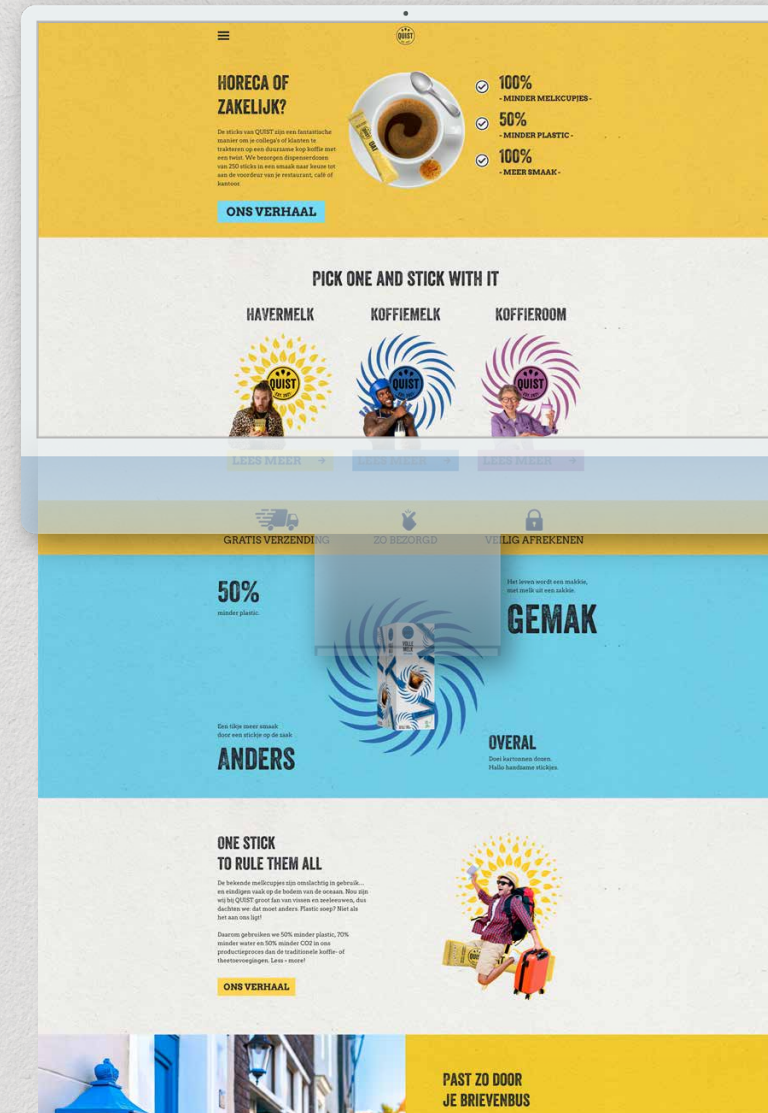 QUIST
HORECA OF
ZAKELIJK?
De sticks van QUIST zijn een fantastische
manier om je collega's of klanten te
trakteren op een duurzame kop koffie met
een twist. We bezorgen dispenserdozen
van 250 sticks in een smaak naar keuze tot
aan de voordeur van je restaurant, café of
kantoor.
ONS VERHAAL
100%
- MINDER MELKCUPJES -
50%
- MINDER PLASTIC -
100%
- MEER SMAAK -
PICK ONE AND STICK WITH IT
HAVERMELK
KOFFIEMELK
KOFFIEROOM
QUIST
QUIST
QUIST
LEES MEER
LEES MEER
LEES MEER
GRATIS VERZENDING
ZO BEZORGD
VEILIG AFREKENEN
50%
minder plastic.
Het leven wordt een makkie,
met melk uit een zakkie.
GEMAK
VOLLE
MELK
Een tikje meer smaak
door een stickje op de zaak
ANDERS
OVERAL
Doei kartonnen dozen.
Hallo handzame stickjes.
ONE STICK
TO RULE THEM ALL
De bekende melkcupjes zijn omslachtig in gebruik...
en eindigen vaak op de bodem van de oceaan. Nou zijn
wij bij QUIST groot fan van vissen en zeeleeuwen, dus
dachten we: dat moet anders. Plastic soep? Niet als
het aan ons ligt!
Daarom gebruiken we 50% minder plastic, 70%
minder water en 50% minder CO2 in ons
productieproces dan de traditionele koffie- of
theetoevoegingen. Less = more!
ONS VERHAAL
QUIST
PAST ZO DOOR
JE BRIEVENBUS